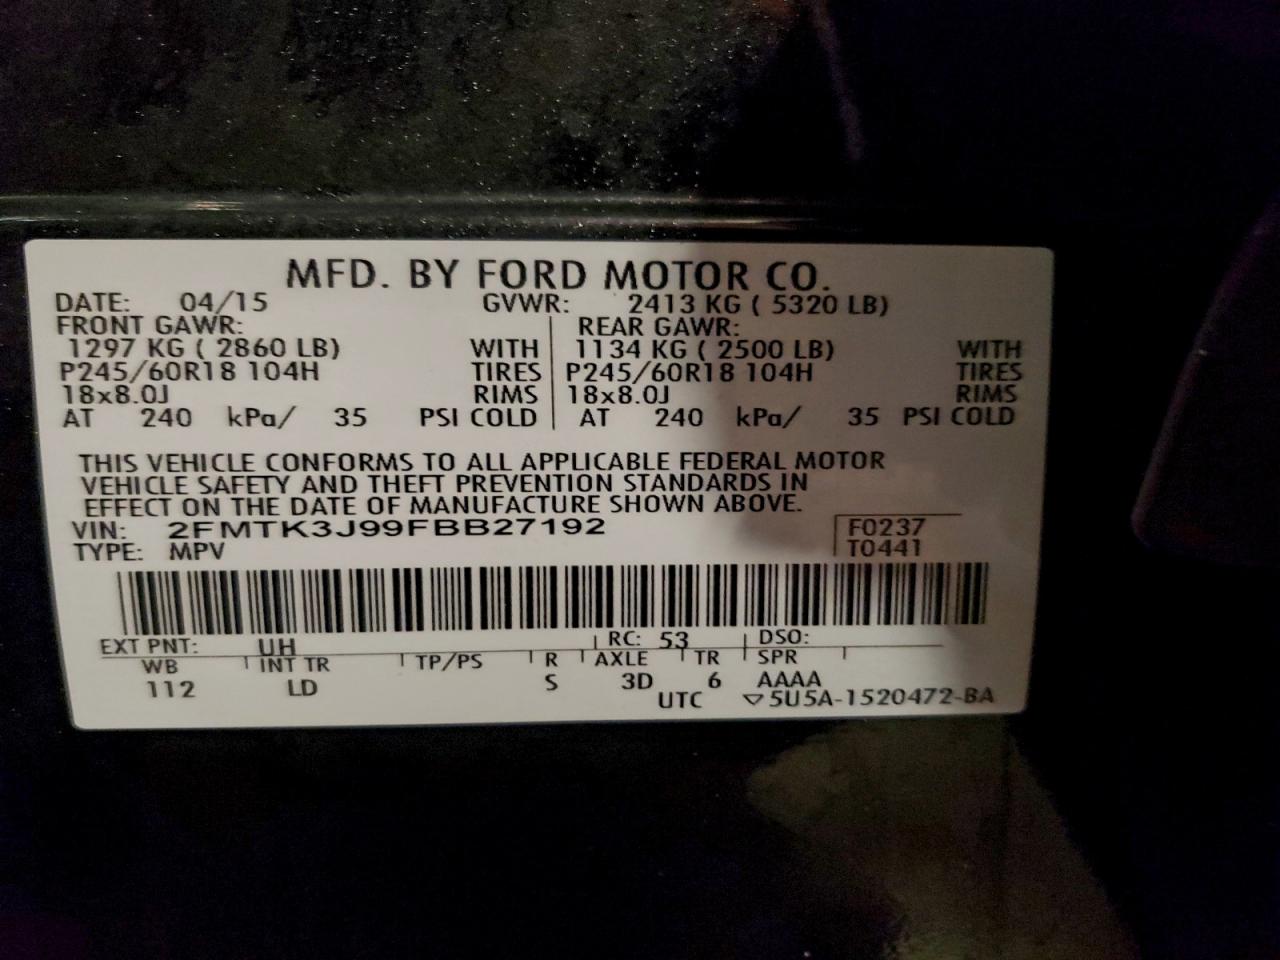 MFD. BY FORD MOTOR CO.
DATE: 04/15 GVWR: 2413 KG ( 5320 LB)
FRONT GAWR: REAR GAWR:
1297 KG ( 2860 LB) WITH 1134 KG ( 2500 LB) WITH
P245/60R18 104H TIRES P245/60R18 104H TIRES
18x8.0J RIMS 18x8.0J RIMS
AT 240 kPa/ 35 PSI COLD AT 240 kPa/ 35 PSI COLD
THIS VEHICLE CONFORMS TO ALL APPLICABLE FEDERAL MOTOR
VEHICLE SAFETY AND THEFT PREVENTION STANDARDS IN
EFFECT ON THE DATE OF MANUFACTURE SHOWN ABOVE.
VIN: 2FMTK3J99FBB27192 F0237
TYPE: MPV T0441
EXT PNT: UH RC: 53 DSO:
WB INT TR TP/PS R AXLE TR SPR
112 LD S 3D 6 AAAA
UTC ▽5U5A-1520472-BA